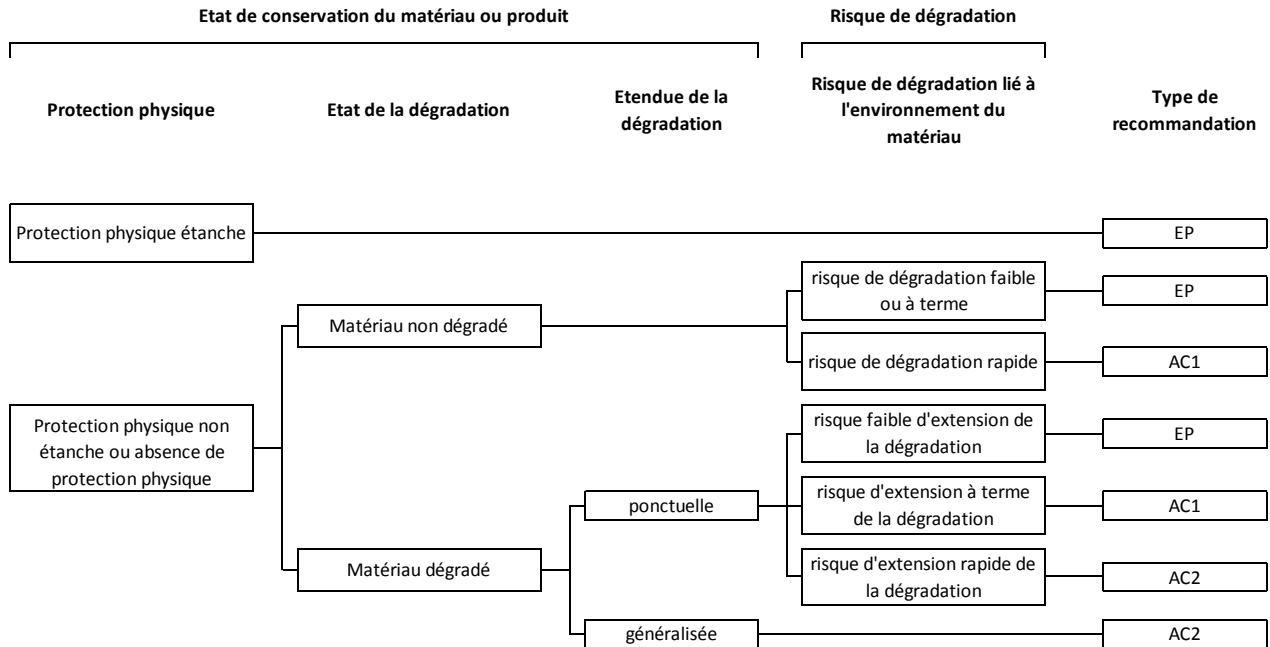 Etat de conservation du matériau ou produit
Risque de dégradation
Protection physique
Etat de la dégradation
Etendue de la
dégradation
Risque de dégradation lié à
l'environnement du
matériau
Type de
recommandation
Protection physique étanche
EP
Matériau non dégradé
risque de dégradation faible
ou à terme
EP
risque de dégradation rapide
AC1
Protection physique non
étanche ou absence de
protection physique
risque faible d'extension de
la dégradation
EP
ponctuelle
risque d'extension à terme
de la dégradation
AC1
Matériau dégradé
risque d'extension rapide de
la dégradation
AC2
généralisée
AC2